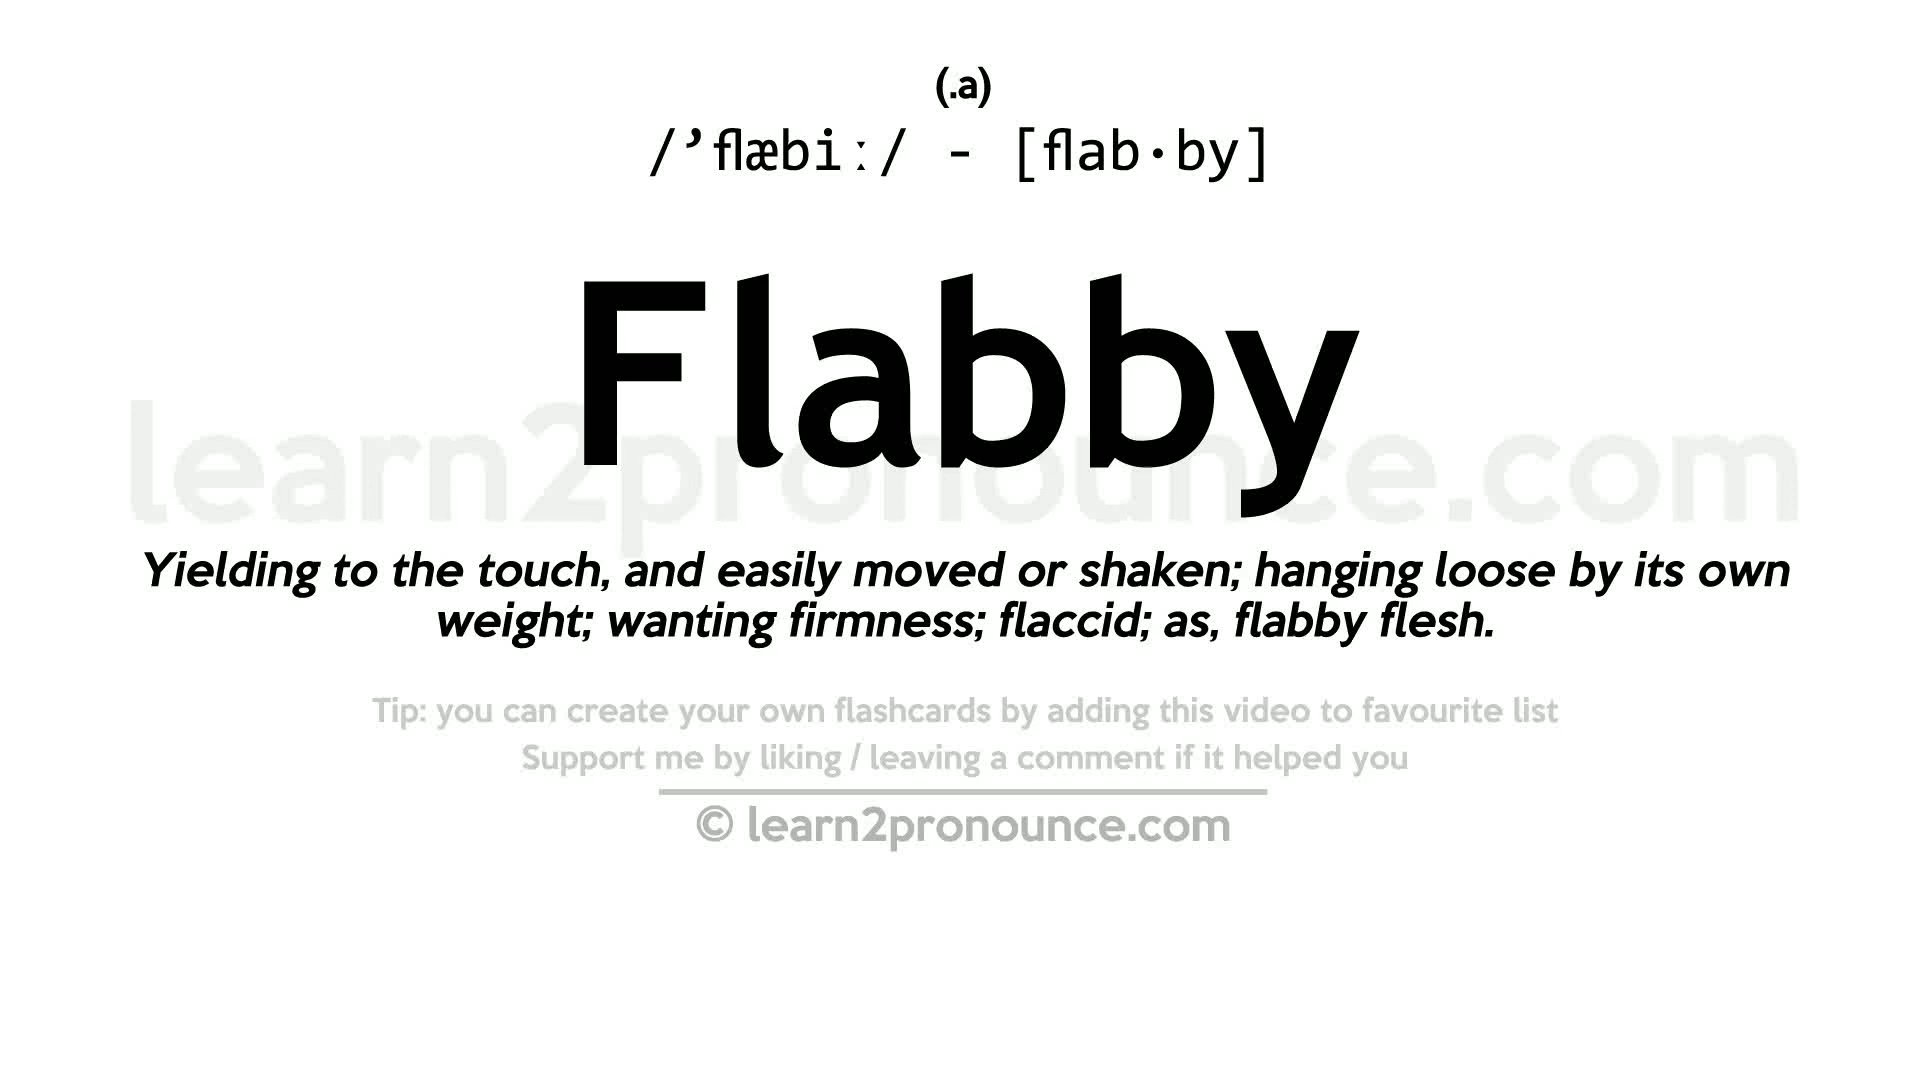 (.a)
/’flæbiː/ - [flab·by]
Flabby
learn2pronounce.com
Yielding to the touch, and easily moved or shaken; hanging loose by its own
weight; wanting firmness; flaccid; as, flabby flesh.
Tip: you can create your own flashcards by adding this video to favourite list
Support me by liking / leaving a comment if it helped you
© learn2pronounce.com